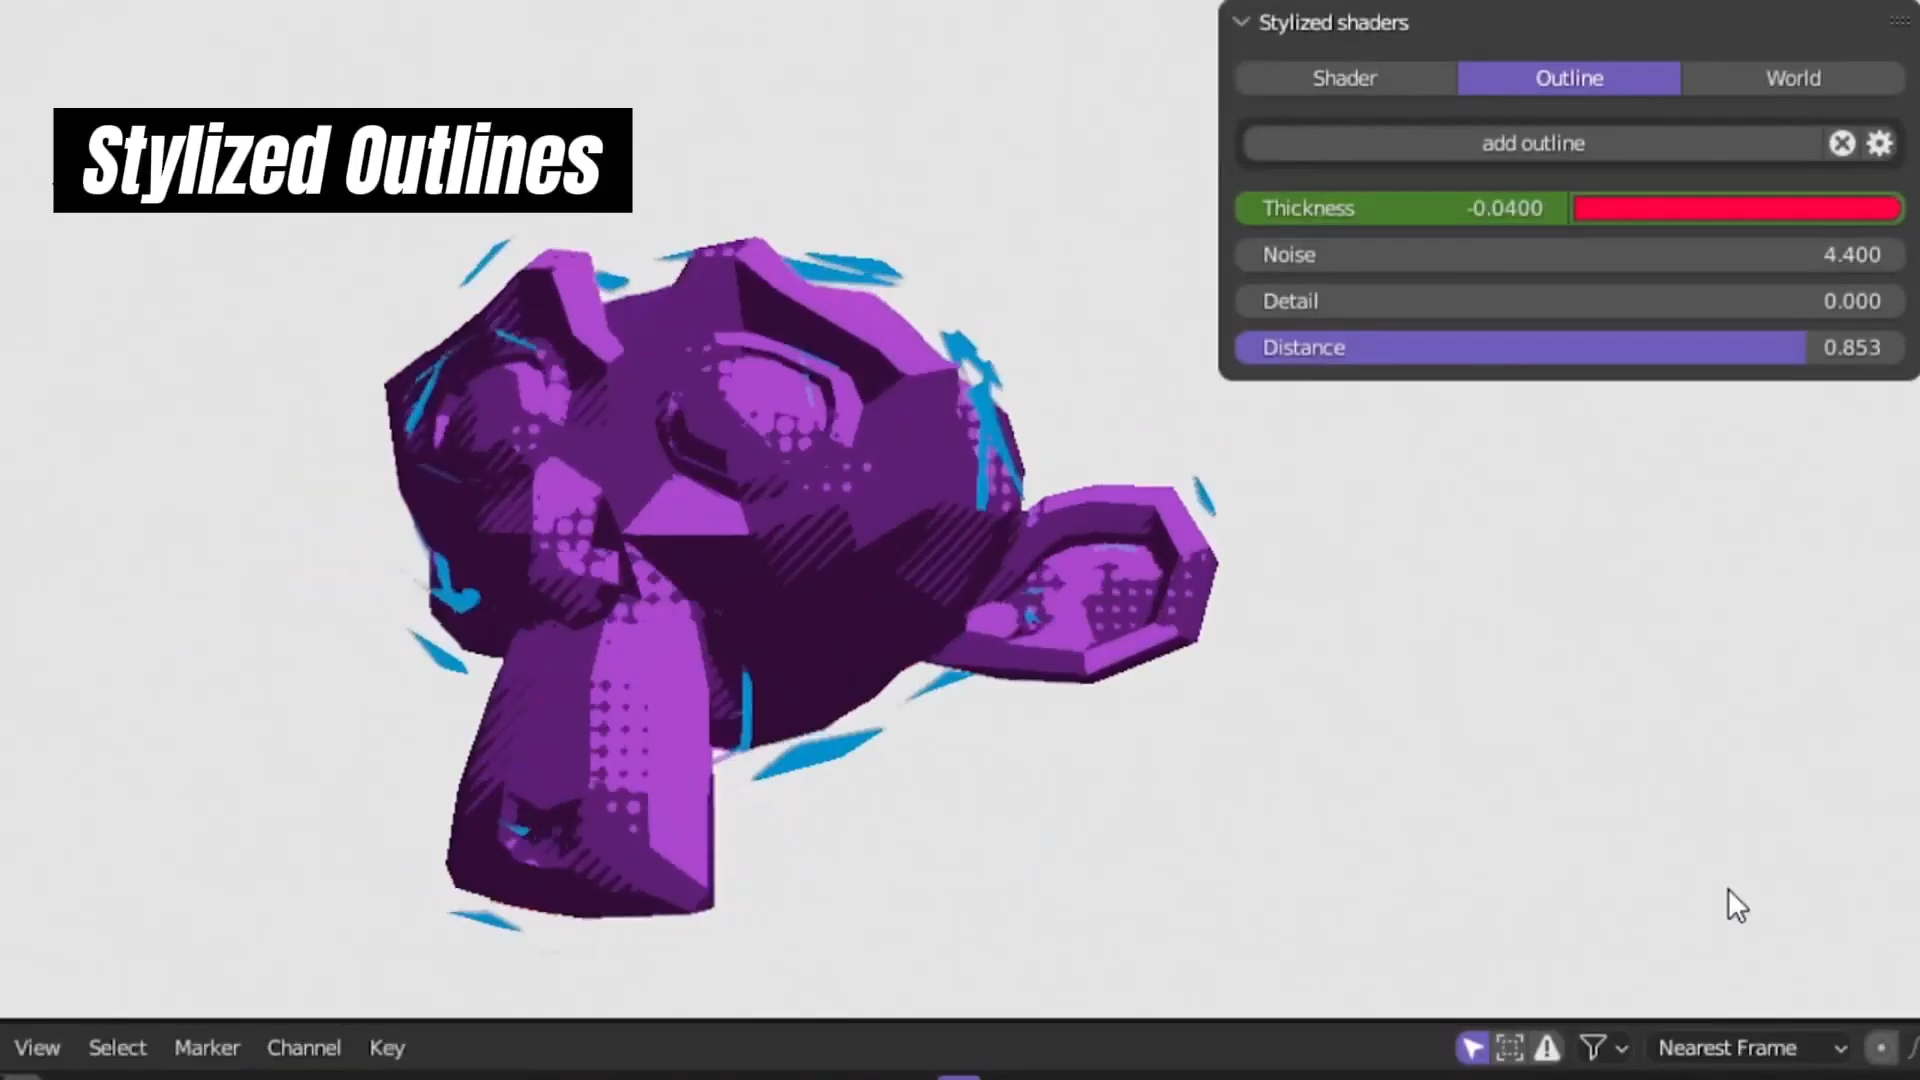 Stylized shaders
Shader Outline World
Stylized Outlines
add outline
Thickness -0.0400
Noise 4.400
Detail 0.000
Distance 0.853
View Select Marker Channel Key Nearest Frame